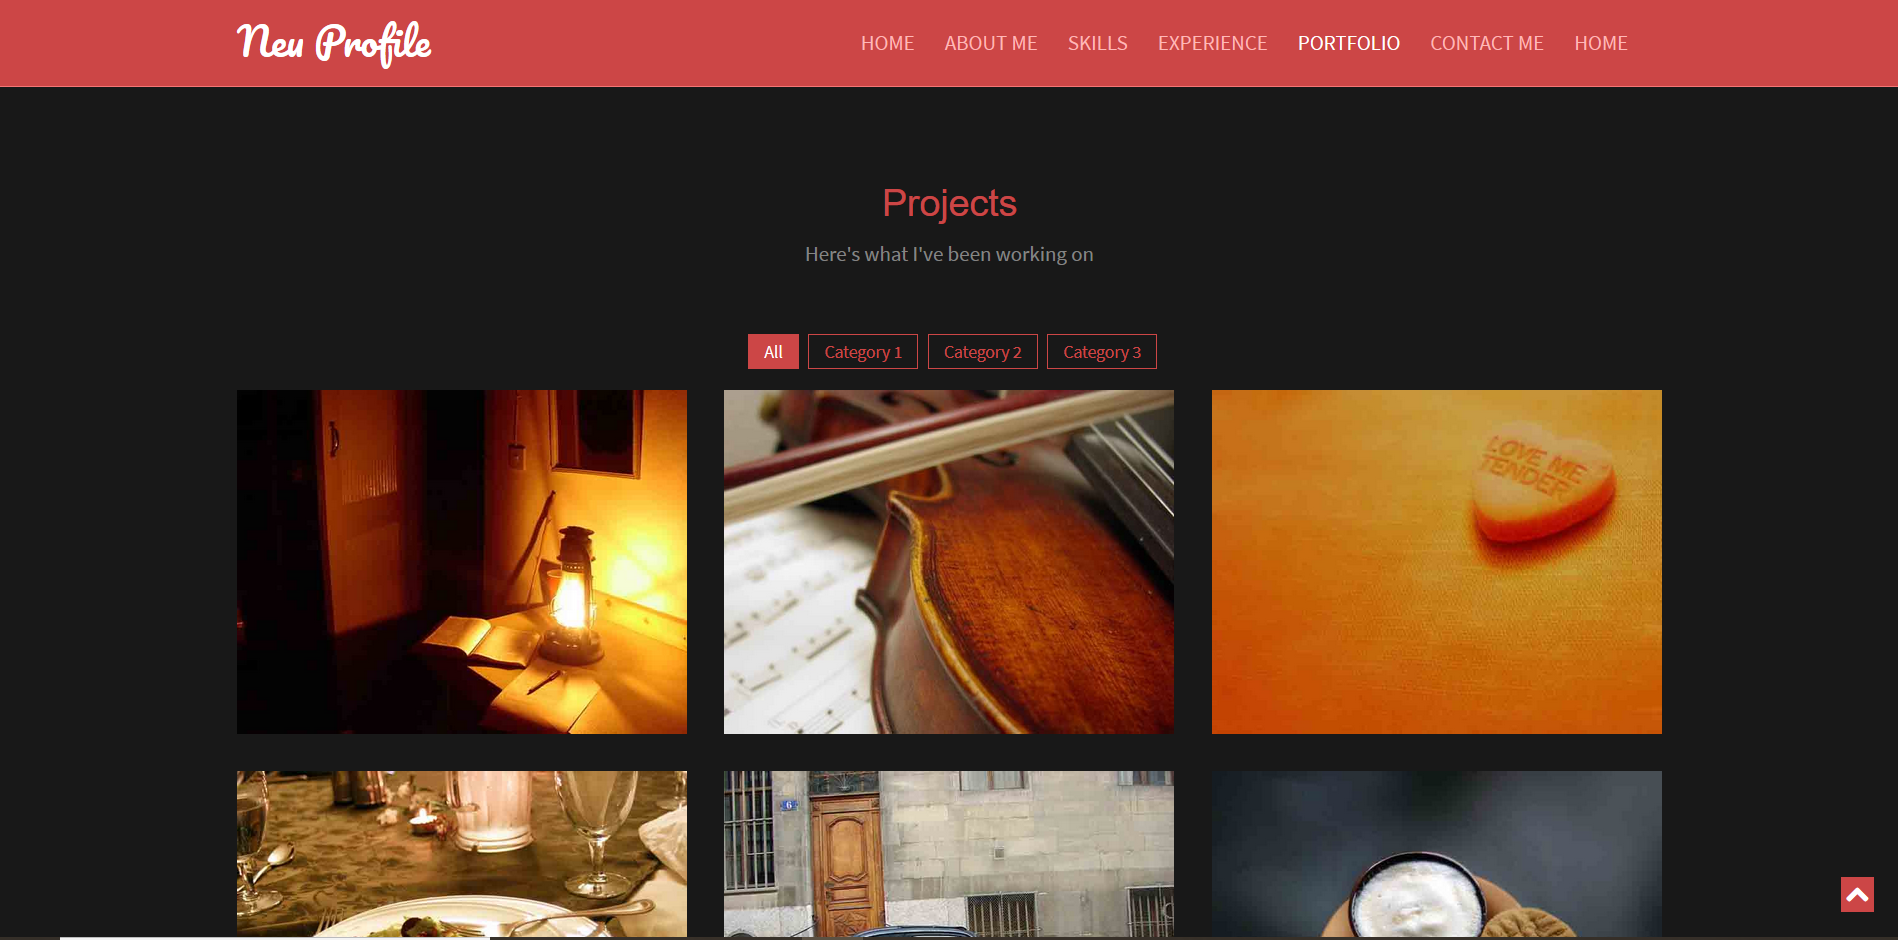 Neu Profile
HOME ABOUT ME SKILLS EXPERIENCE PORTFOLIO CONTACT ME HOME
Projects
Here's what I've been working on
All Category 1 Category 2 Category 3
LOVE ME
TENDER
6